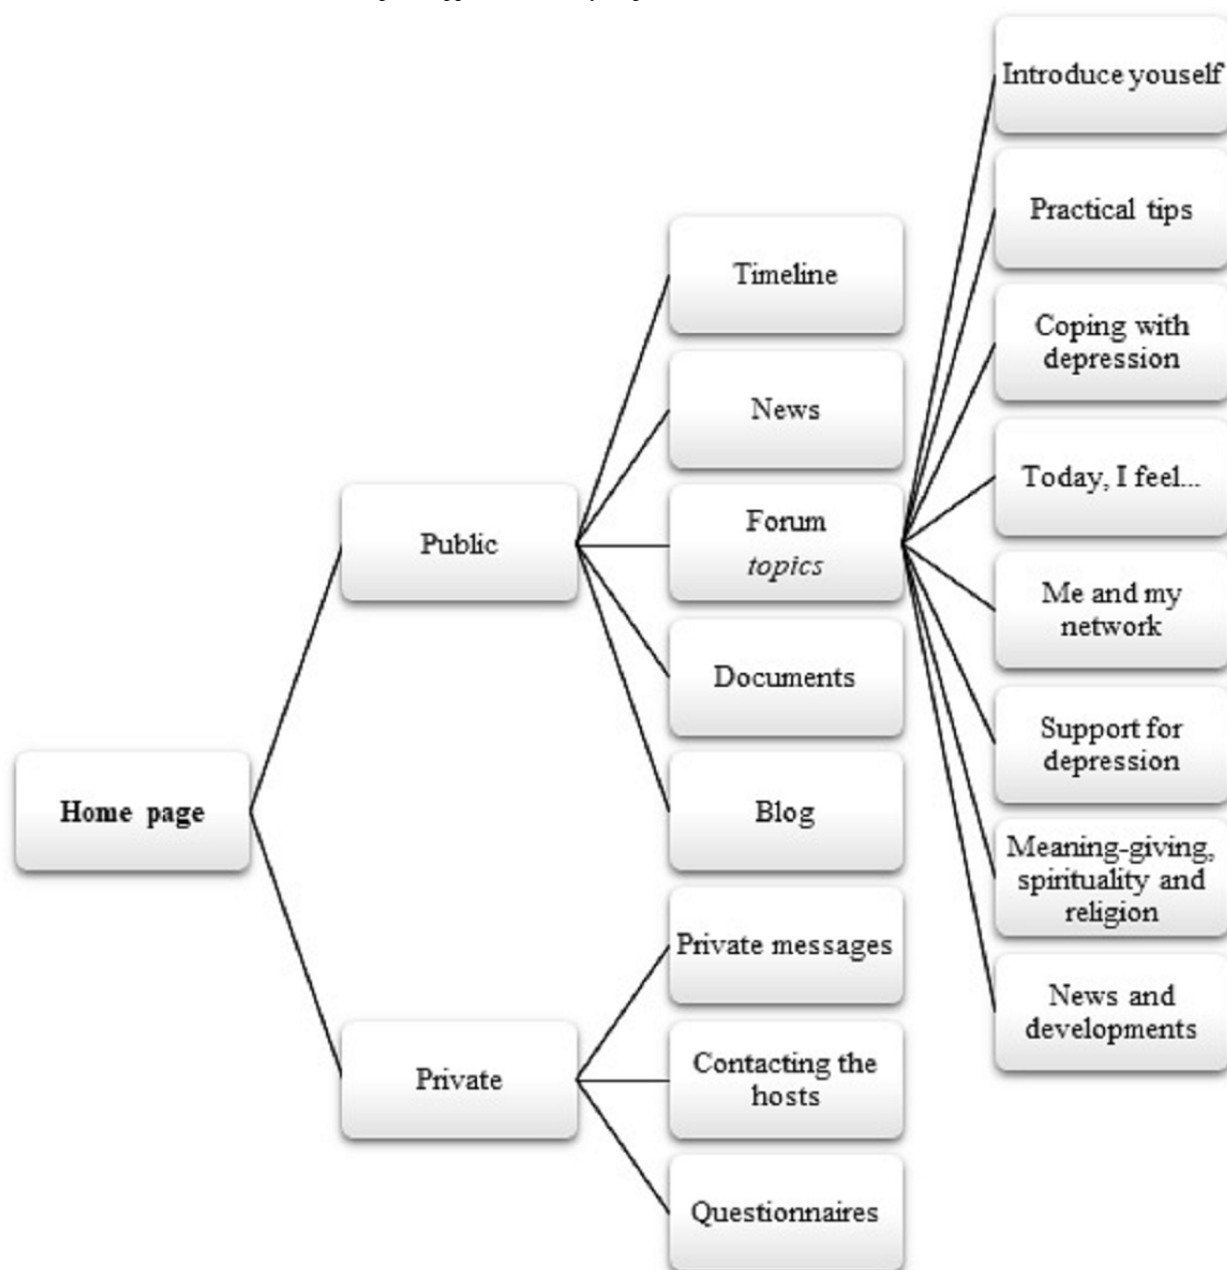 Home page
Public
Private
Timeline
News
Forum
topics
Documents
Blog
Private messages
Contacting the
hosts
Questionnaires
Introduce youself
Practical tips
Coping with
depression
Today, I feel...
Me and my
network
Support for
depression
Meaning-giving,
spirituality and
religion
News and
developments